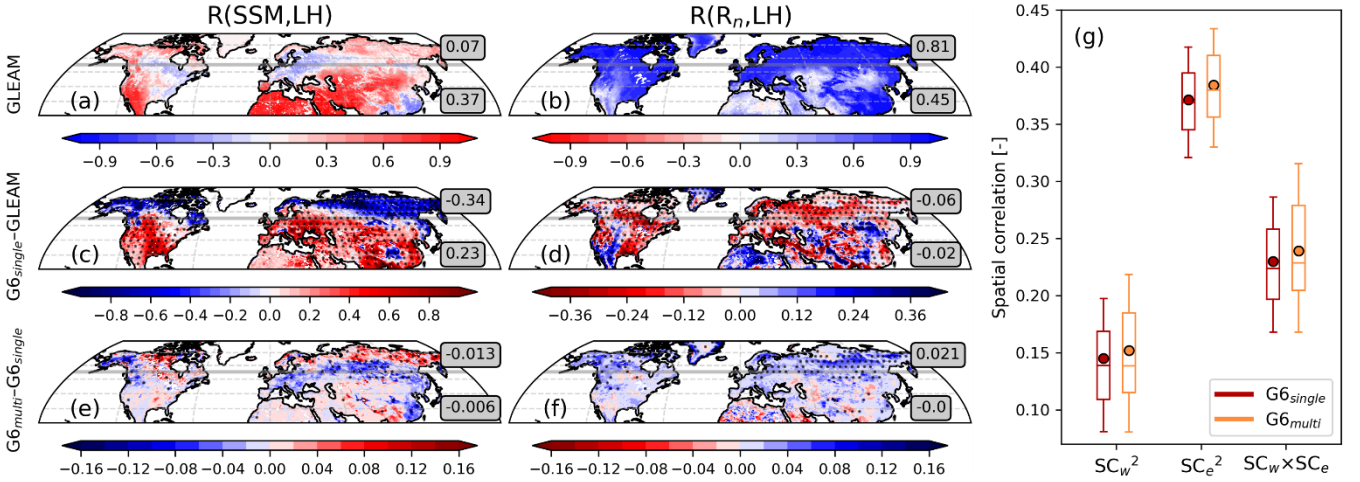 R(SSM,LH)
R(Rₙ,LH)
GLEAM
(a)
0.07
0.37
(b)
0.81
0.45
−0.9 −0.6 −0.3 0.0 0.3 0.6 0.9
−0.9 −0.6 −0.3 0.0 0.3 0.6 0.9
G6single−GLEAM
(c)
-0.34
0.23
(d)
-0.06
-0.02
−0.8 −0.6 −0.4 −0.2 0.0 0.2 0.4 0.6 0.8
−0.36 −0.24 −0.12 0.00 0.12 0.24 0.36
G6multi−G6single
(e)
-0.013
-0.006
(f)
0.021
-0.0
−0.16 −0.12 −0.08 −0.04 0.00 0.04 0.08 0.12 0.16
−0.16 −0.12 −0.08 −0.04 0.00 0.04 0.08 0.12 0.16
(g)
Spatial correlation [-]
0.45
0.40
0.35
0.30
0.25
0.20
0.15
0.10
G6single
G6multi
SCw² SCe² SCw×SCe